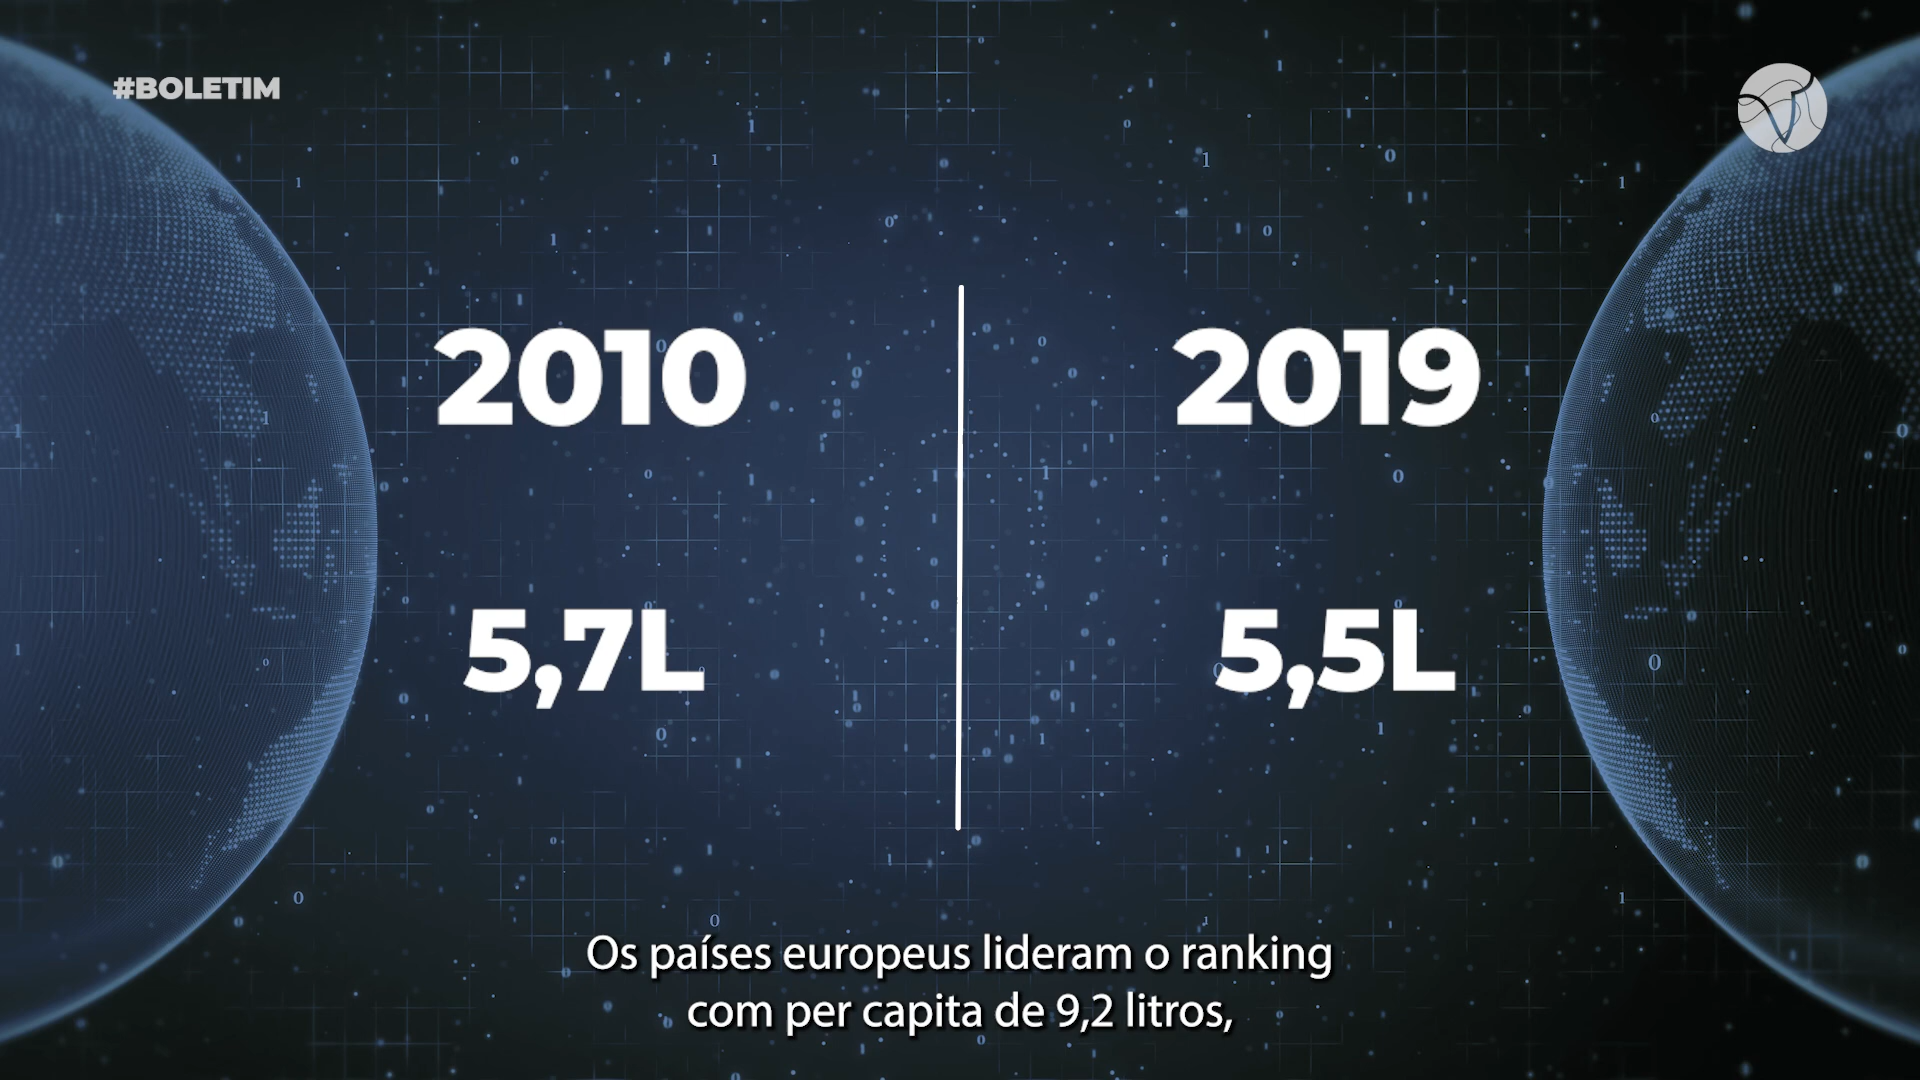 #BOLETIM
2010
2019
5,7L
5,5L
Os países europeus lideram o ranking
com per capita de 9,2 litros,